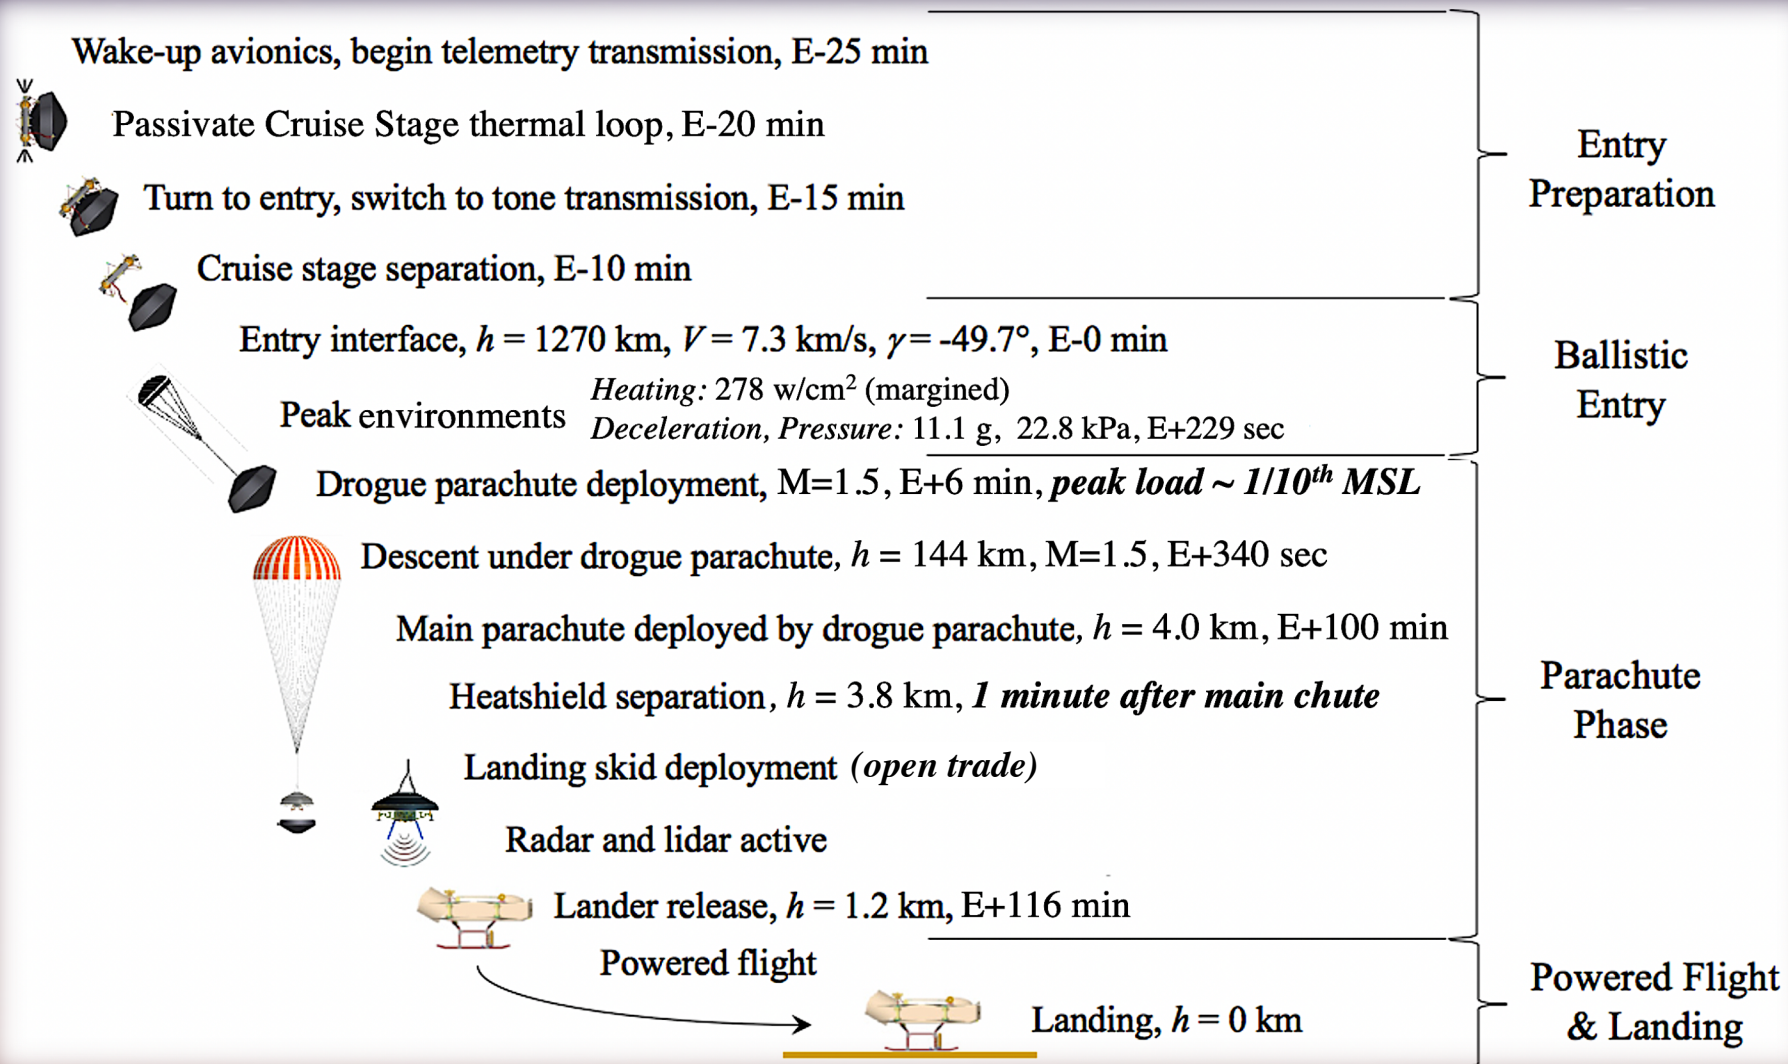 Wake-up avionics, begin telemetry transmission, E-25 min
Passivate Cruise Stage thermal loop, E-20 min
Turn to entry, switch to tone transmission, E-15 min
Cruise stage separation, E-10 min
Entry
Preparation
Entry interface, h = 1270 km, V = 7.3 km/s, γ = -49.7°, E-0 min
Peak environments
Heating: 278 w/cm² (margined)
Deceleration, Pressure: 11.1 g, 22.8 kPa, E+229 sec
Ballistic
Entry
Drogue parachute deployment, M=1.5, E+6 min, peak load ~ 1/10th MSL
Descent under drogue parachute, h = 144 km, M=1.5, E+340 sec
Main parachute deployed by drogue parachute, h = 4.0 km, E+100 min
Heatshield separation, h = 3.8 km, 1 minute after main chute
Landing skid deployment (open trade)
Radar and lidar active
Lander release, h = 1.2 km, E+116 min
Parachute
Phase
Powered flight
Landing, h = 0 km
Powered Flight
& Landing